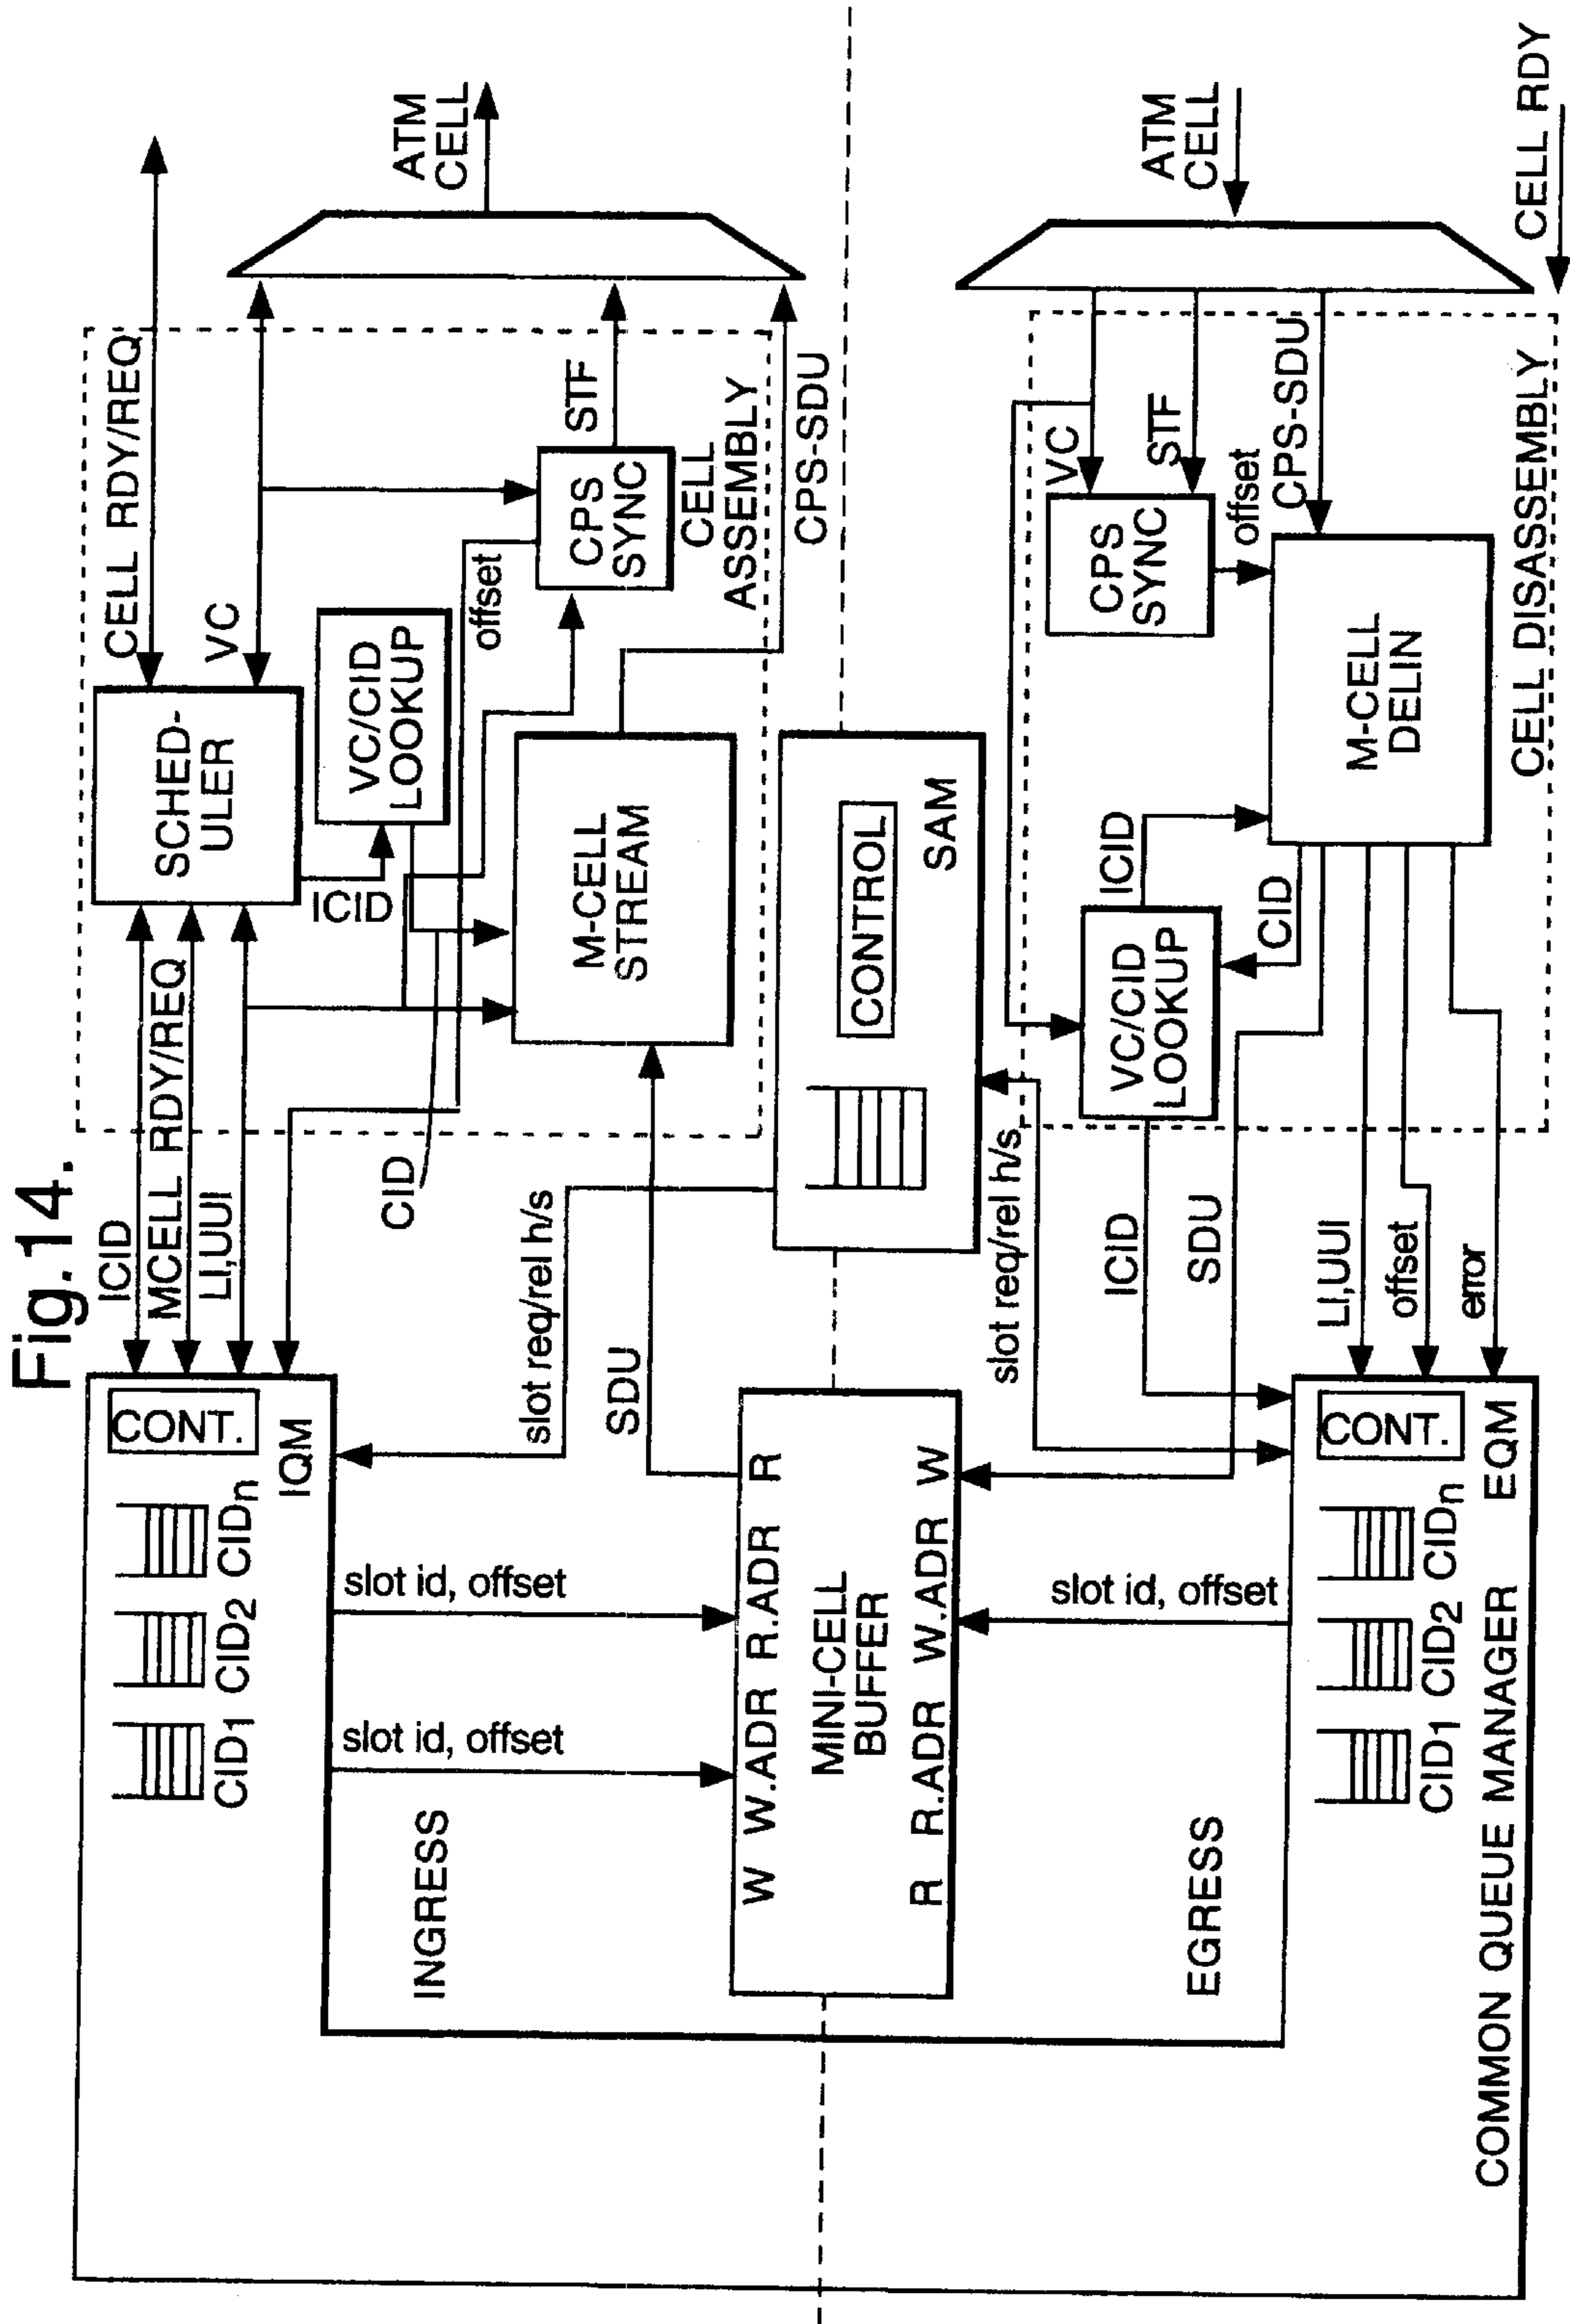 Fig.14.
CELL RDY/REQ
VC
SCHED-
ULER
ICID
MCELL RDY/REQ
LI,UUI
ICID
VC/CID
LOOKUP
offset
CPS
SYNC
STF
ATM
CELL
CELL
ASSEMBLY
CPS-SDU
M-CELL
STREAM
CID
CONT.
IQM
CID1
CID2
CIDn
slot req/rel h/s
SDU
slot id, offset
slot id, offset
INGRESS
CONTROL
SAM
W W.ADR R.ADR R
MINI-CELL
BUFFER
R R.ADR W.ADR W
EGRESS
slot id, offset
slot req/rel h/s
ICID
SDU
LI,UUI
offset
error
CONT.
EQM
CID1
CID2
CIDn
COMMON QUEUE MANAGER
VC/CID
LOOKUP
ICID
CID
M-CELL
DELIN
CPS
SYNC
offset
VC
STF
CPS-SDU
CELL DISASSEMBLY
ATM
CELL
CELL RDY